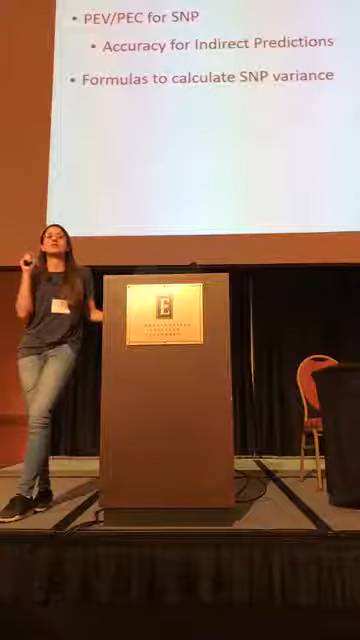 • PEV/PEC for SNP
• Accuracy for Indirect Predictions
• Formulas to calculate SNP variance
E